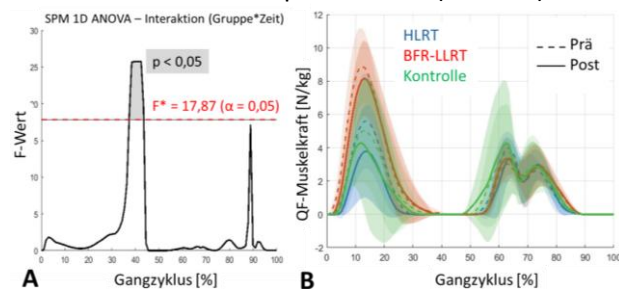 SPM 1D ANOVA – Interaktion (Gruppe*Zeit)
30
25
20
15
10
5
0
F-Wert
p < 0,05
F* = 17,87 (α = 0,05)
0 10 20 30 40 50 60 70 80 90 100
Gangzyklus [%]
A
12
10
8
6
4
2
0
-2
QF-Muskelkraft [N/kg]
HLRT
BFR-LLRT
Kontrolle
Prä
Post
0 10 20 30 40 50 60 70 80 90 100
Gangzyklus [%]
B